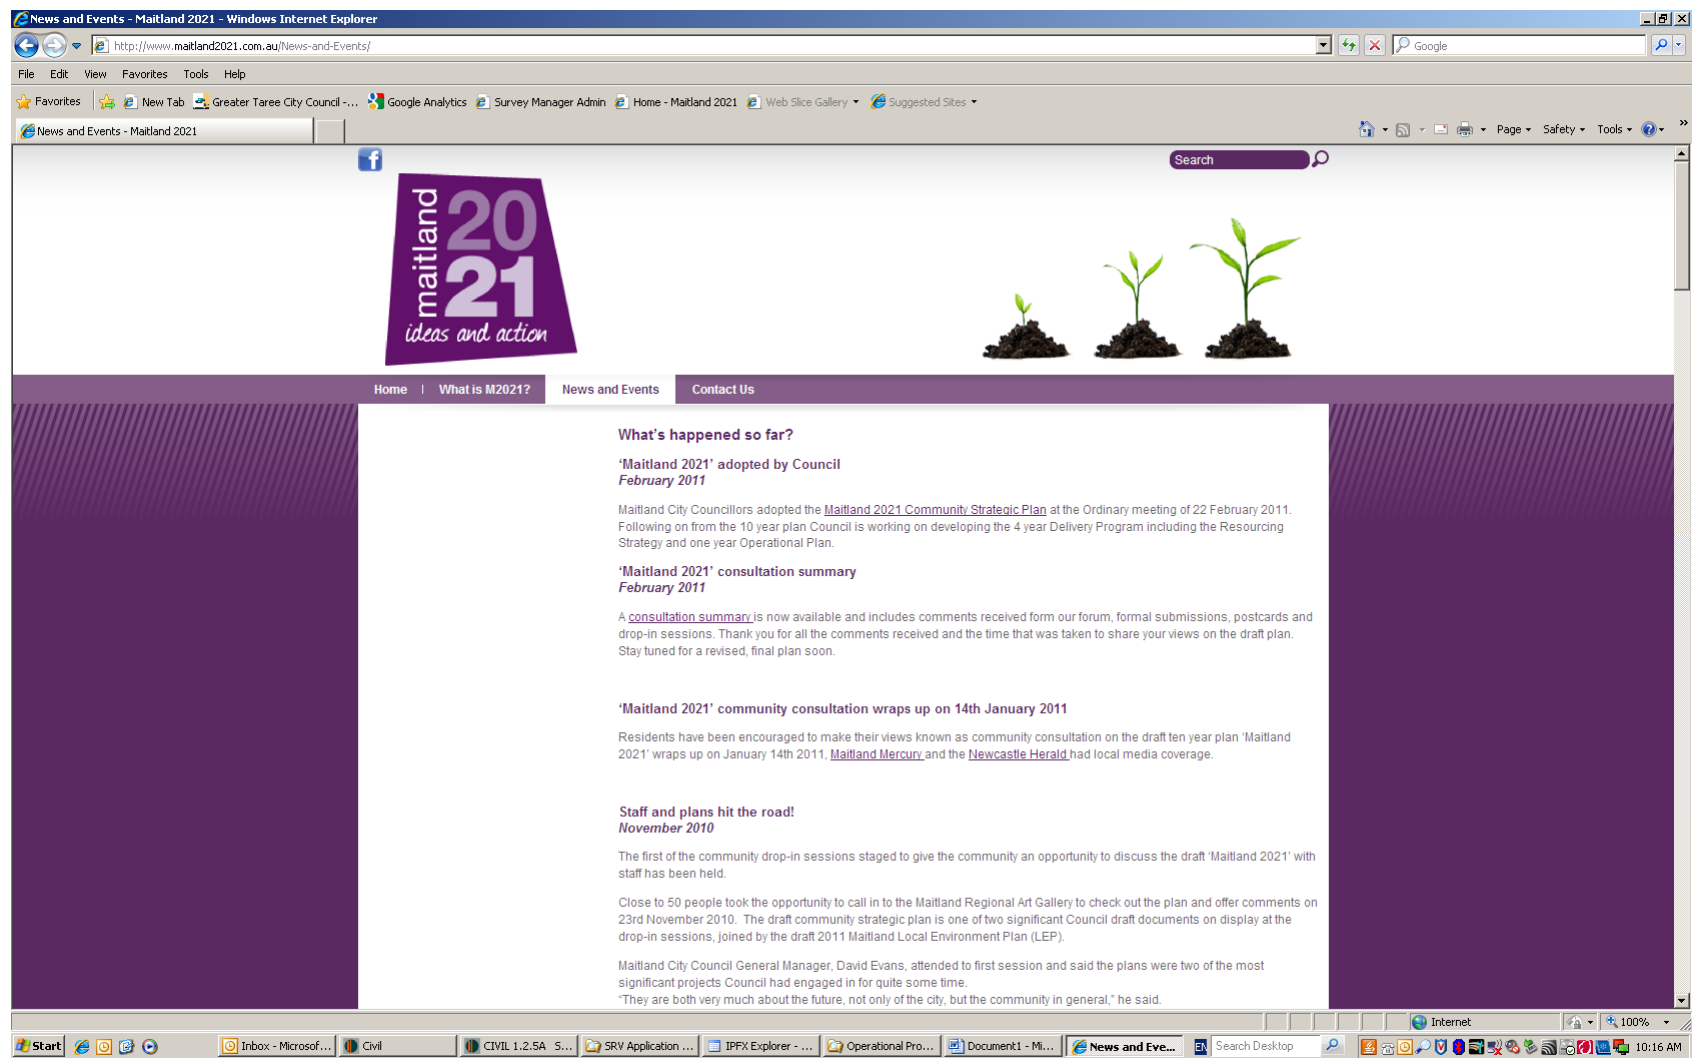 News and Events - Maitland 2021 - Windows Internet Explorer
http://www.maitland2021.com.au/News-and-Events/
Google
File Edit View Favorites Tools Help
Favorites New Tab Greater Taree City Council -... Google Analytics Survey Manager Admin Home - Maitland 2021 Web Slice Gallery Suggested Sites
News and Events - Maitland 2021
Page Safety Tools
Search
maitland
20
21
ideas and action
Home What is M2021? News and Events Contact Us
What's happened so far?
'Maitland 2021' adopted by Council
February 2011
Maitland City Councillors adopted the Maitland 2021 Community Strategic Plan at the Ordinary meeting of 22 February 2011.
Following on from the 10 year plan Council is working on developing the 4 year Delivery Program including the Resourcing
Strategy and one year Operational Plan.
'Maitland 2021' consultation summary
February 2011
A consultation summary is now available and includes comments received form our forum, formal submissions, postcards and
drop-in sessions. Thank you for all the comments received and the time that was taken to share your views on the draft plan.
Stay tuned for a revised, final plan soon.
'Maitland 2021' community consultation wraps up on 14th January 2011
Residents have been encouraged to make their views known as community consultation on the draft ten year plan 'Maitland
2021' wraps up on January 14th 2011, Maitland Mercury and the Newcastle Herald had local media coverage.
Staff and plans hit the road!
November 2010
The first of the community drop-in sessions staged to give the community an opportunity to discuss the draft 'Maitland 2021' with
staff has been held.
Close to 50 people took the opportunity to call in to the Maitland Regional Art Gallery to check out the plan and offer comments on
23rd November 2010. The draft community strategic plan is one of two significant Council draft documents on display at the
drop-in sessions, joined by the draft 2011 Maitland Local Environment Plan (LEP).
Maitland City Council General Manager, David Evans, attended to first session and said the plans were two of the most
significant projects Council had engaged in for quite some time.
"They are both very much about the future, not only of the city, but the community in general," he said.
Internet 100%
Start Inbox - Microsof... Civil CIVIL 1.2.5A S... SRV Application ... IPFX Explorer - ... Operational Pro... Document1 - Mi... News and Eve... EN Search Desktop 10:16 AM